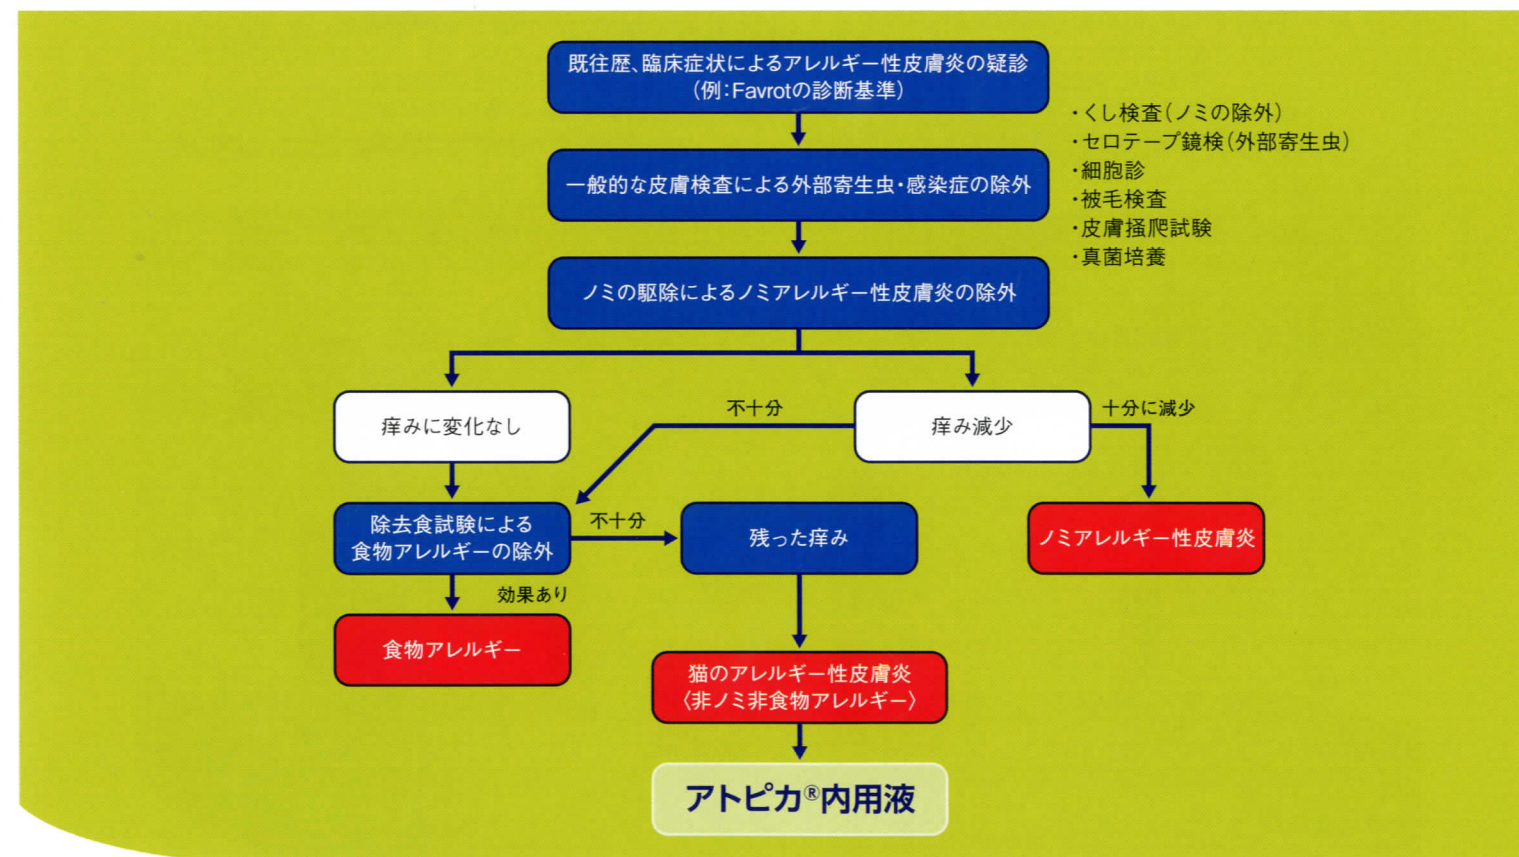 既往歴、臨床症状によるアレルギー性皮膚炎の疑診
（例：Favrotの診断基準）
・くし検査（ノミの除外）
・セロテープ鏡検（外部寄生虫）
・細胞診
・被毛検査
・皮膚掻爬試験
・真菌培養
一般的な皮膚検査による外部寄生虫・感染症の除外
ノミの駆除によるノミアレルギー性皮膚炎の除外
痒みに変化なし
不十分
痒み減少
十分に減少
除去食試験による
食物アレルギーの除外
不十分
残った痒み
ノミアレルギー性皮膚炎
効果あり
食物アレルギー
猫のアレルギー性皮膚炎
〈非ノミ非食物アレルギー〉
アトピカ®内用液